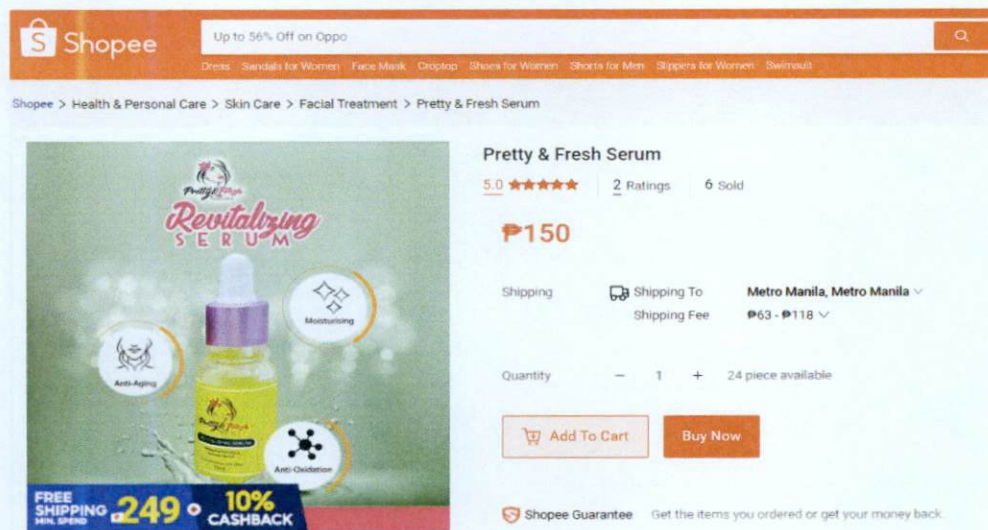 Shopee
Up to 56% Off on Oppo
Dress Sandals for Women Face Mask Croptop Shoes for Women Shorts for Men Slippers for Women Swimsuit
Shopee > Health & Personal Care > Skin Care > Facial Treatment > Pretty & Fresh Serum
Pretty & Fresh Serum
5.0 2 Ratings 6 Sold
₱150
Shipping Shipping To Metro Manila, Metro Manila
Shipping Fee ₱63 - ₱118
Quantity − 1 + 24 piece available
Add To Cart Buy Now
Shopee Guarantee Get the items you ordered or get your money back.
Revitalizing
SERUM
Moisturising
Anti-Aging
Anti-Oxidation
FREE
SHIPPING
MIN. SPEND
₱249
10%
CASHBACK